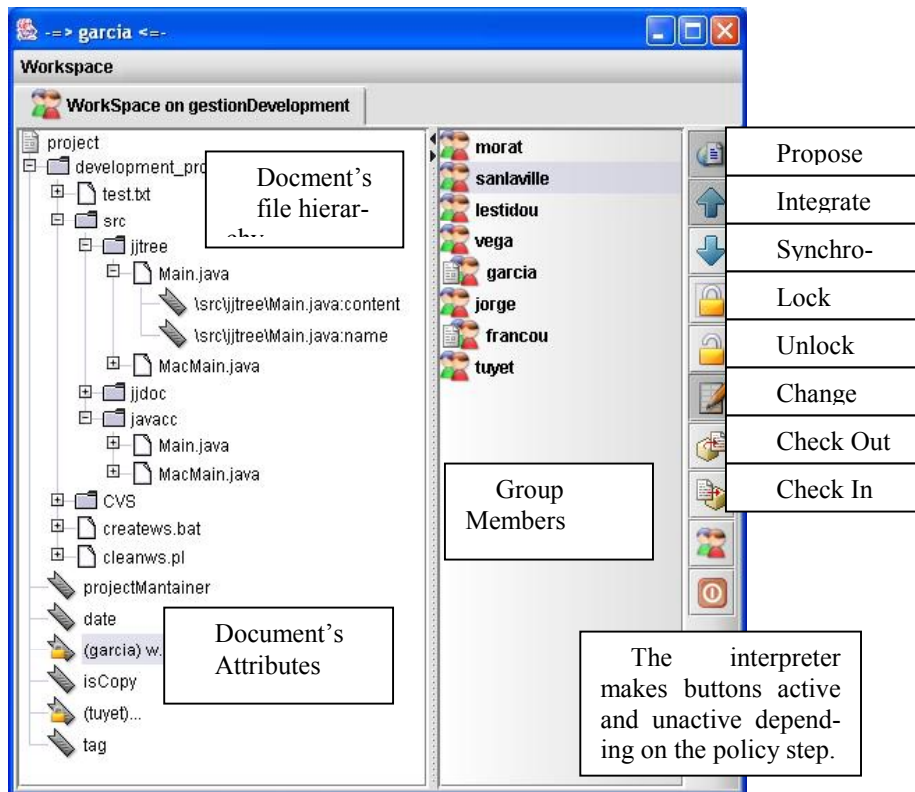 -=> garcia <=-
Workspace
WorkSpace on gestionDevelopment
project
development_pro
test.txt
src
jjtree
Main.java
\src\jjtree\Main.java:content
\src\jjtree\Main.java:name
MacMain.java
jjdoc
javacc
Main.java
MacMain.java
CVS
createws.bat
cleanws.pl
projectMantainer
date
(garcia) w.
isCopy
(tuyet)...
tag
Docment's
file hierar-
chy
Document's
Attributes
morat
sanlaville
lestidou
vega
garcia
jorge
francou
tuyet
Group
Members
Propose
Integrate
Synchro-
Lock
Unlock
Change
Check Out
Check In
The interpreter
makes buttons active
and unactive depend-
ing on the policy step.